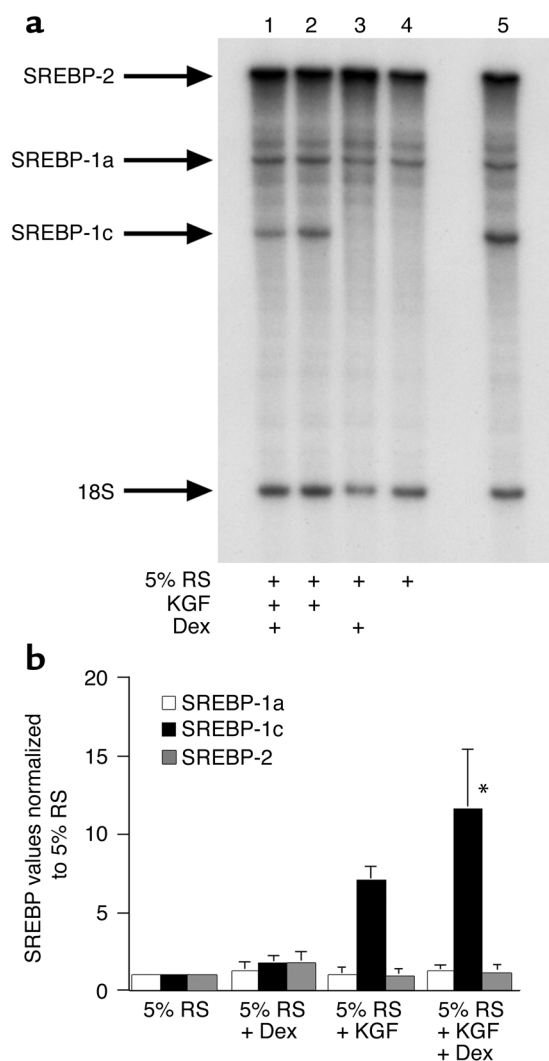 a
1 2 3 4 5
SREBP-2
SREBP-1a
SREBP-1c
18S
5% RS + + + +
KGF + +
Dex + +
b
SREBP values normalized
to 5% RS
20
15
10
5
0
SREBP-1a
SREBP-1c
SREBP-2
*
5% RS 5% RS 5% RS 5% RS
+ Dex + KGF + KGF
+ Dex